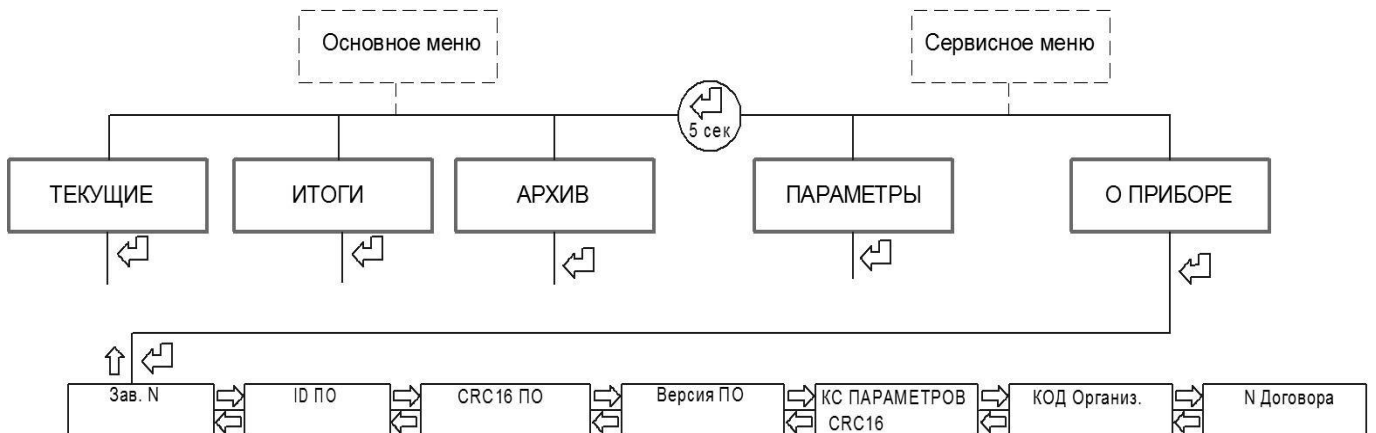 Основное меню
Сервисное меню
5 сек
ТЕКУЩИЕ
ИТОГИ
АРХИВ
ПАРАМЕТРЫ
О ПРИБОРЕ
Зав. N
ID ПО
CRC16 ПО
Версия ПО
КС ПАРАМЕТРОВ
CRC16
КОД Организ.
N Договора